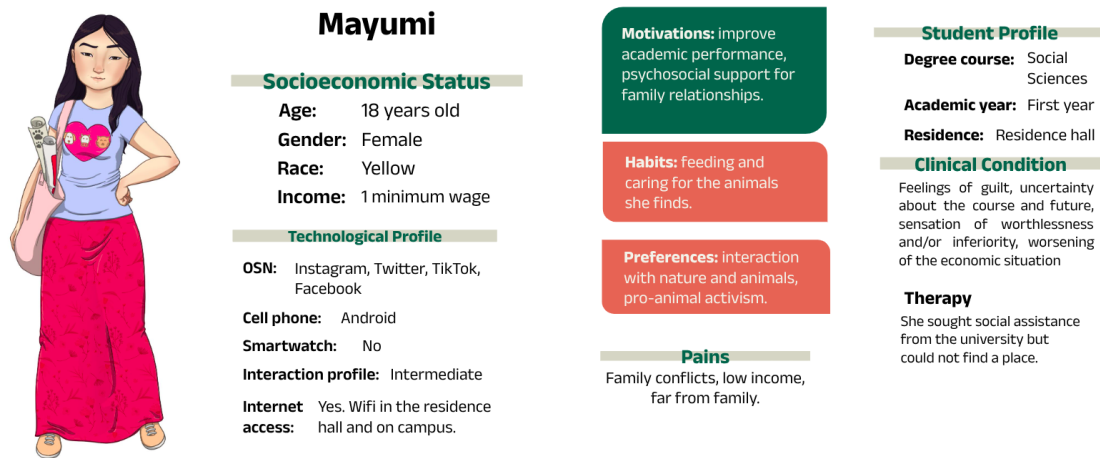 Mayumi
Socioeconomic Status
Age: 18 years old
Gender: Female
Race: Yellow
Income: 1 minimum wage
Technological Profile
OSN: Instagram, Twitter, TikTok,
Facebook
Cell phone: Android
Smartwatch: No
Interaction profile: Intermediate
Internet Yes. Wifi in the residence
access: hall and on campus.
Motivations: improve
academic performance,
psychosocial support for
family relationships.
Habits: feeding and
caring for the animals
she finds.
Preferences: interaction
with nature and animals,
pro-animal activism.
Pains
Family conflicts, low income,
far from family.
Student Profile
Degree course: Social
Sciences
Academic year: First year
Residence: Residence hall
Clinical Condition
Feelings of guilt, uncertainty
about the course and future,
sensation of worthlessness
and/or inferiority, worsening
of the economic situation
Therapy
She sought social assistance
from the university but
could not find a place.